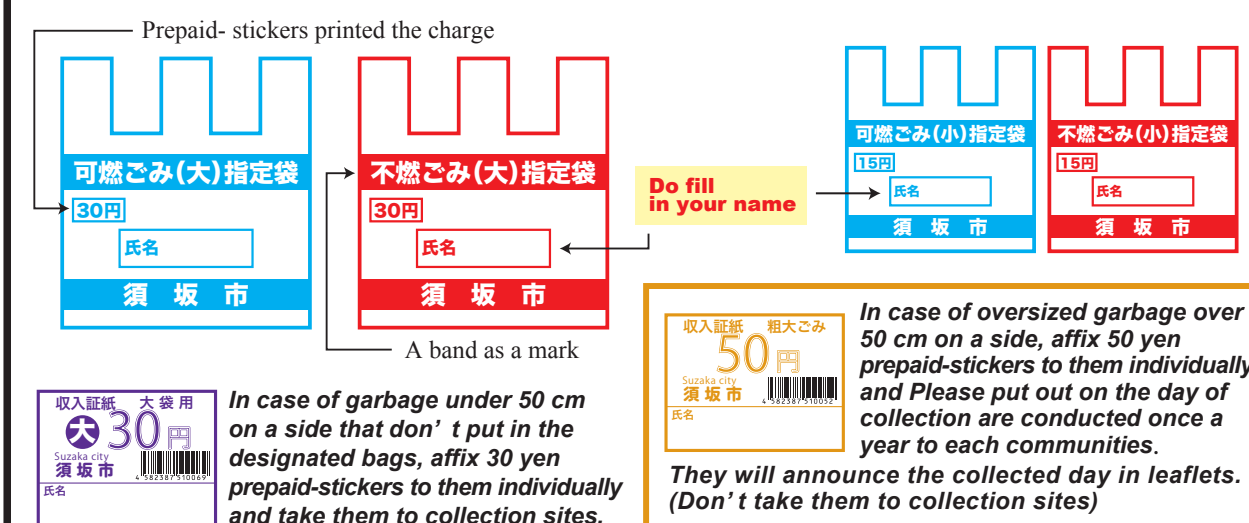 Prepaid- stickers printed the charge
可燃ごみ(大)指定袋
30円
氏名
須坂市
不燃ごみ(大)指定袋
30円
氏名
須坂市
A band as a mark
Do fill
in your name
可燃ごみ(小)指定袋
15円
氏名
須坂市
不燃ごみ(小)指定袋
15円
氏名
須坂市
収入証紙 大袋用
大 30円
Suzaka city
須坂市
4582387510069
氏名
In case of garbage under 50 cm
on a side that don' t put in the
designated bags, affix 30 yen
prepaid-stickers to them individually
and take them to collection sites.
収入証紙 粗大ごみ
50円
Suzaka city
須坂市
4582387510052
氏名
In case of oversized garbage over
50 cm on a side, affix 50 yen
prepaid-stickers to them individually
and Please put out on the day of
collection are conducted once a
year to each communities.
They will announce the collected day in leaflets.
(Don' t take them to collection sites)